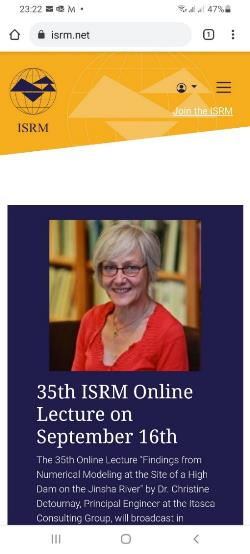 23:22
47%
isrm.net
1
ISRM
Join the ISRM
35th ISRM Online
Lecture on
September 16th
The 35th Online Lecture "Findings from
Numerical Modeling at the Site of a High
Dam on the Jinsha River" by Dr. Christine
Detournay, Principal Engineer at the Itasca
Consulting Group, will broadcast in